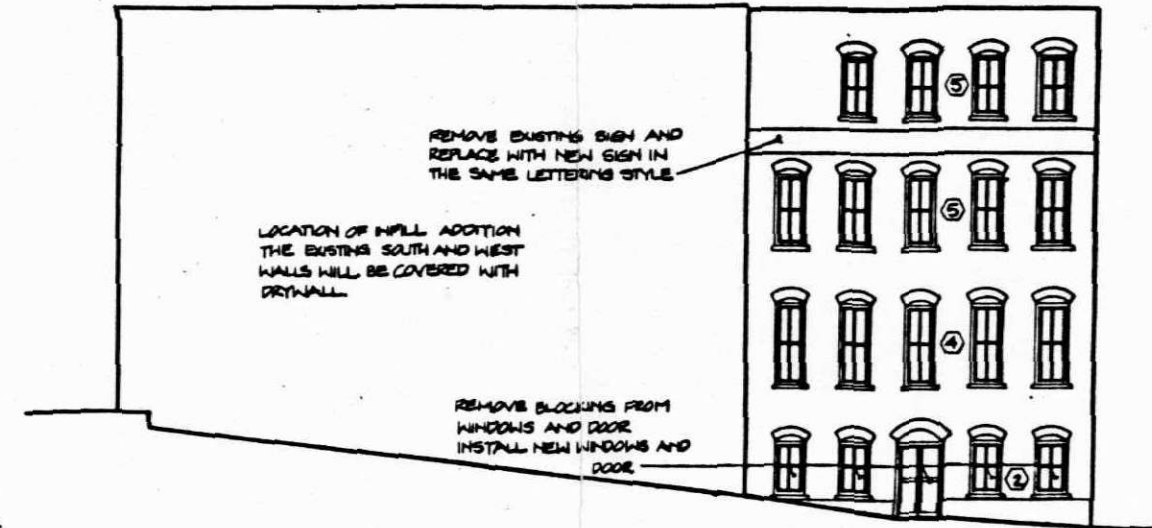 5
REMOVE EXISTING SIGN AND
REPLACE WITH NEW SIGN IN
THE SAME LETTERING STYLE
5
LOCATION OF INFILL ADDITION
THE EXISTING SOUTH AND WEST
WALLS WILL BE COVERED WITH
DRYWALL.
4
REMOVE BLOCKING FROM
WINDOWS AND DOOR
INSTALL NEW WINDOWS AND
DOOR
2